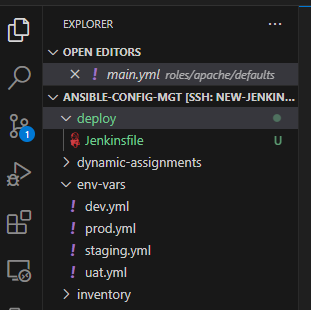 EXPLORER ...
OPEN EDITORS
main.yml roles/apache/defaults
ANSIBLE-CONFIG-MGT [SSH: NEW-JENKIN...
deploy
Jenkinsfile U
dynamic-assignments
1
env-vars
dev.yml
prod.yml
staging.yml
uat.yml
inventory